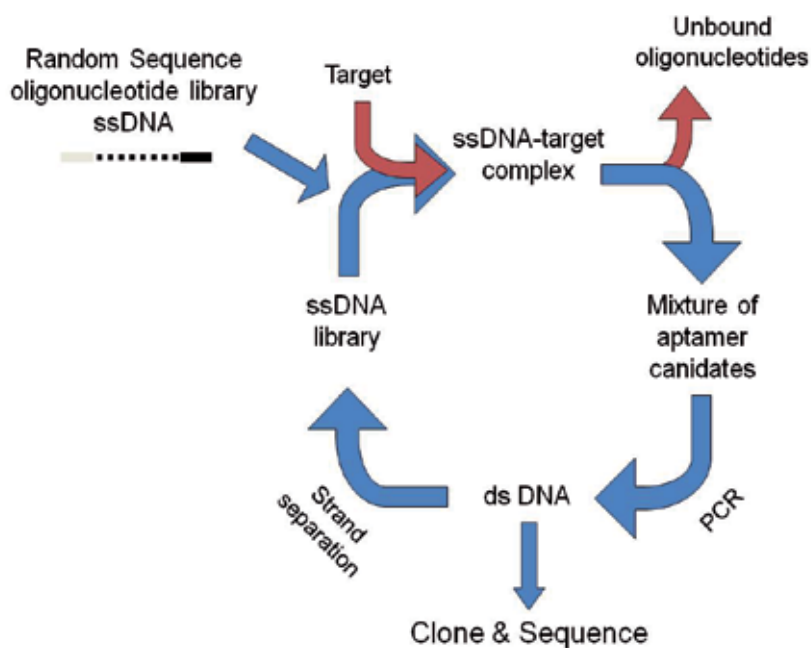 Random Sequence
oligonucleotide library
ssDNA
Target
Unbound
oligonucleotides
ssDNA-target
complex
ssDNA
library
Mixture of
aptamer
canidates
Strand
separation
ds DNA
PCR
Clone & Sequence